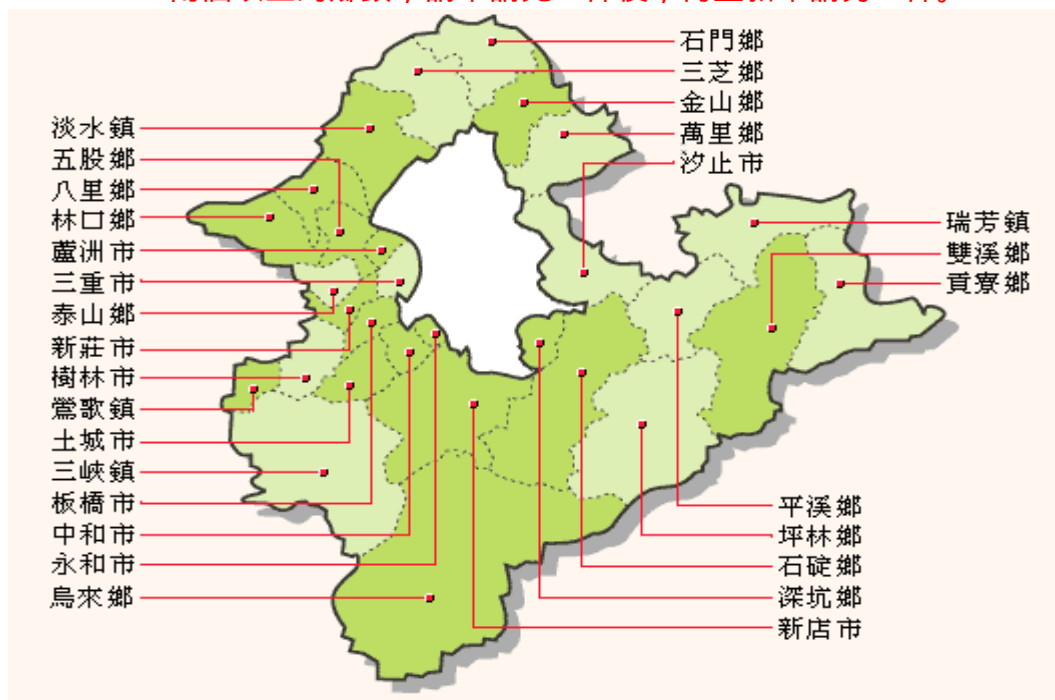 石門鄉
三芝鄉
金山鄉
萬里鄉
汐止市
淡水鎮
五股鄉
八里鄉
林口鄉
蘆洲市
三重市
泰山鄉
新莊市
樹林市
鶯歌鎮
土城市
三峽鎮
板橋市
中和市
永和市
烏來鄉
瑞芳鎮
雙溪鄉
貢寮鄉
平溪鄉
坪林鄉
石碇鄉
深坑鄉
新店市